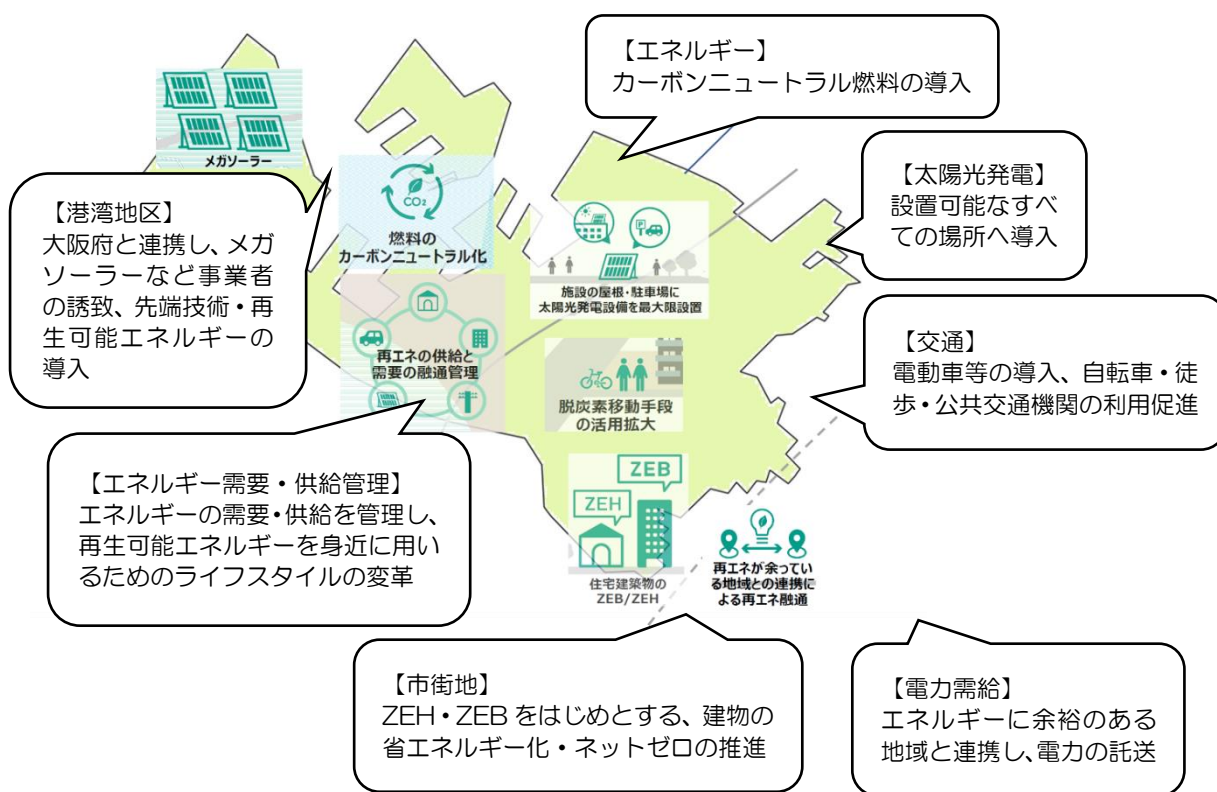 【エネルギー】
カーボンニュートラル燃料の導入
メガソーラー
【港湾地区】
大阪府と連携し、メガ
ソーラーなど事業者
の誘致、先端技術・再
生可能エネルギーの
導入
CO₂
燃料の
カーボンニュートラル化
P
施設の屋根・駐車場に
太陽光発電設備を最大限設置
【太陽光発電】
設置可能なすべ
ての場所へ導入
再エネの供給と
需要の融通管理
【交通】
電動車等の導入、自転車・徒
歩・公共交通機関の利用促進
脱炭素移動手段
の活用拡大
【エネルギー需要・供給管理】
エネルギーの需要・供給を管理し、
再生可能エネルギーを身近に用い
るためのライフスタイルの変革
ZEB
ZEH
住宅建築物の
ZEB/ZEH
再エネが余ってい
る地域との連携に
よる再エネ融通
【市街地】
ZEH・ZEB をはじめとする、建物の
省エネルギー化・ネットゼロの推進
【電力需給】
エネルギーに余裕のある
地域と連携し、電力の託送